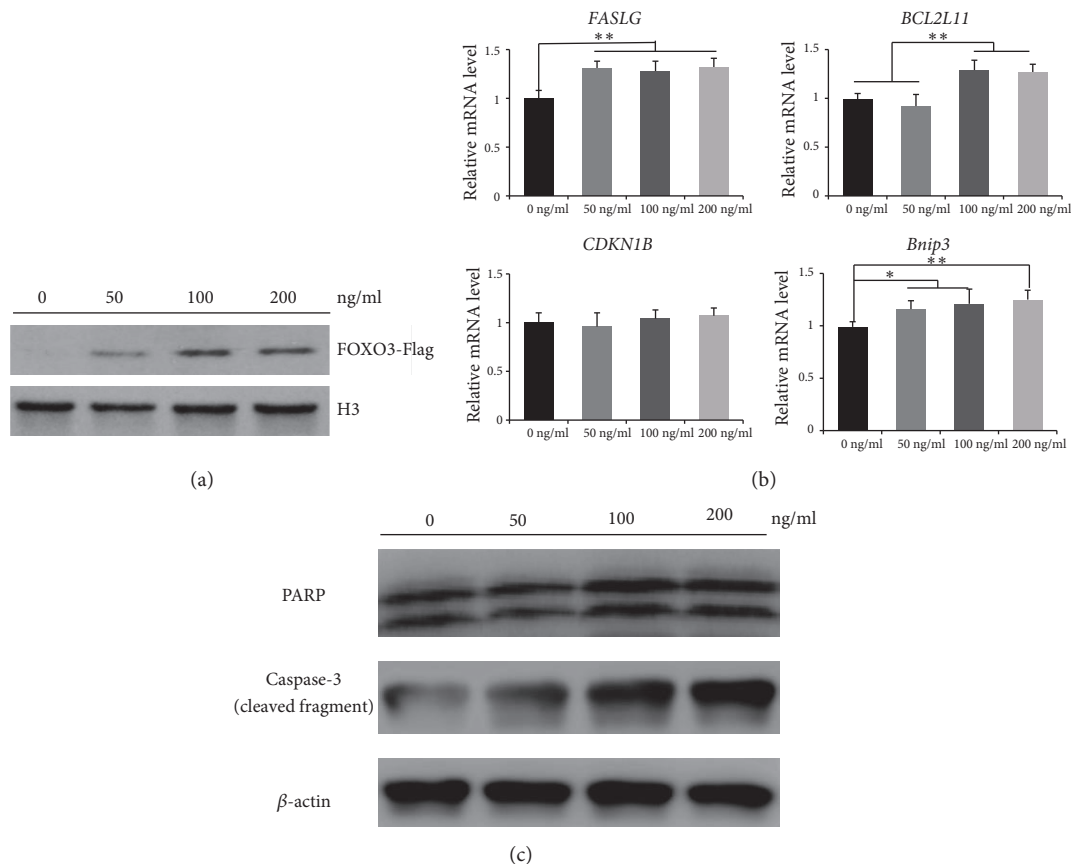 0 50 100 200 ng/ml
FOXO3-Flag
H3
(a)
FASLG
**
Relative mRNA level
1.5
1
0.5
0
0 ng/ml 50 ng/ml 100 ng/ml 200 ng/ml
BCL2L11
**
Relative mRNA level
1.5
1
0.5
0
0 ng/ml 50 ng/ml 100 ng/ml 200 ng/ml
CDKN1B
Relative mRNA level
1.5
1
0.5
0
0 ng/ml 50 ng/ml 100 ng/ml 200 ng/ml
Bnip3
**
*
Relative mRNA level
1.5
1
0.5
0
0 ng/ml 50 ng/ml 100 ng/ml 200 ng/ml
(b)
0 50 100 200 ng/ml
PARP
Caspase-3
(cleaved fragment)
β-actin
(c)